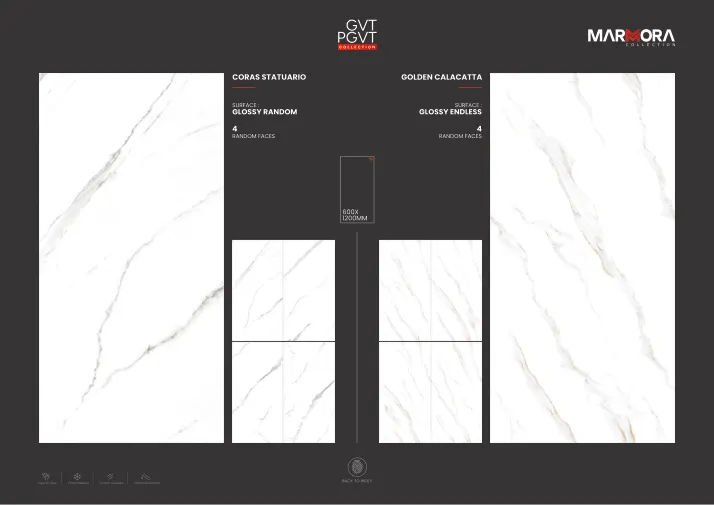 GVT
PGVT
COLLECTION
MARMORA
COLLECTION
CORAS STATUARIO
SURFACE :
GLOSSY RANDOM
4
RANDOM FACES
GOLDEN CALACATTA
SURFACE :
GLOSSY ENDLESS
4
RANDOM FACES
600X
1200MM
BACK TO INDEX